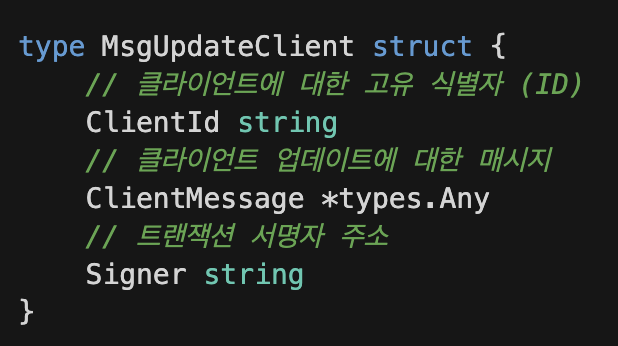 type MsgUpdateClient struct {
// 클라이언트에 대한 고유 식별자 (ID)
ClientId string
// 클라이언트 업데이트에 대한 메시지
ClientMessage *types.Any
// 트랜잭션 서명자 주소
Signer string
}